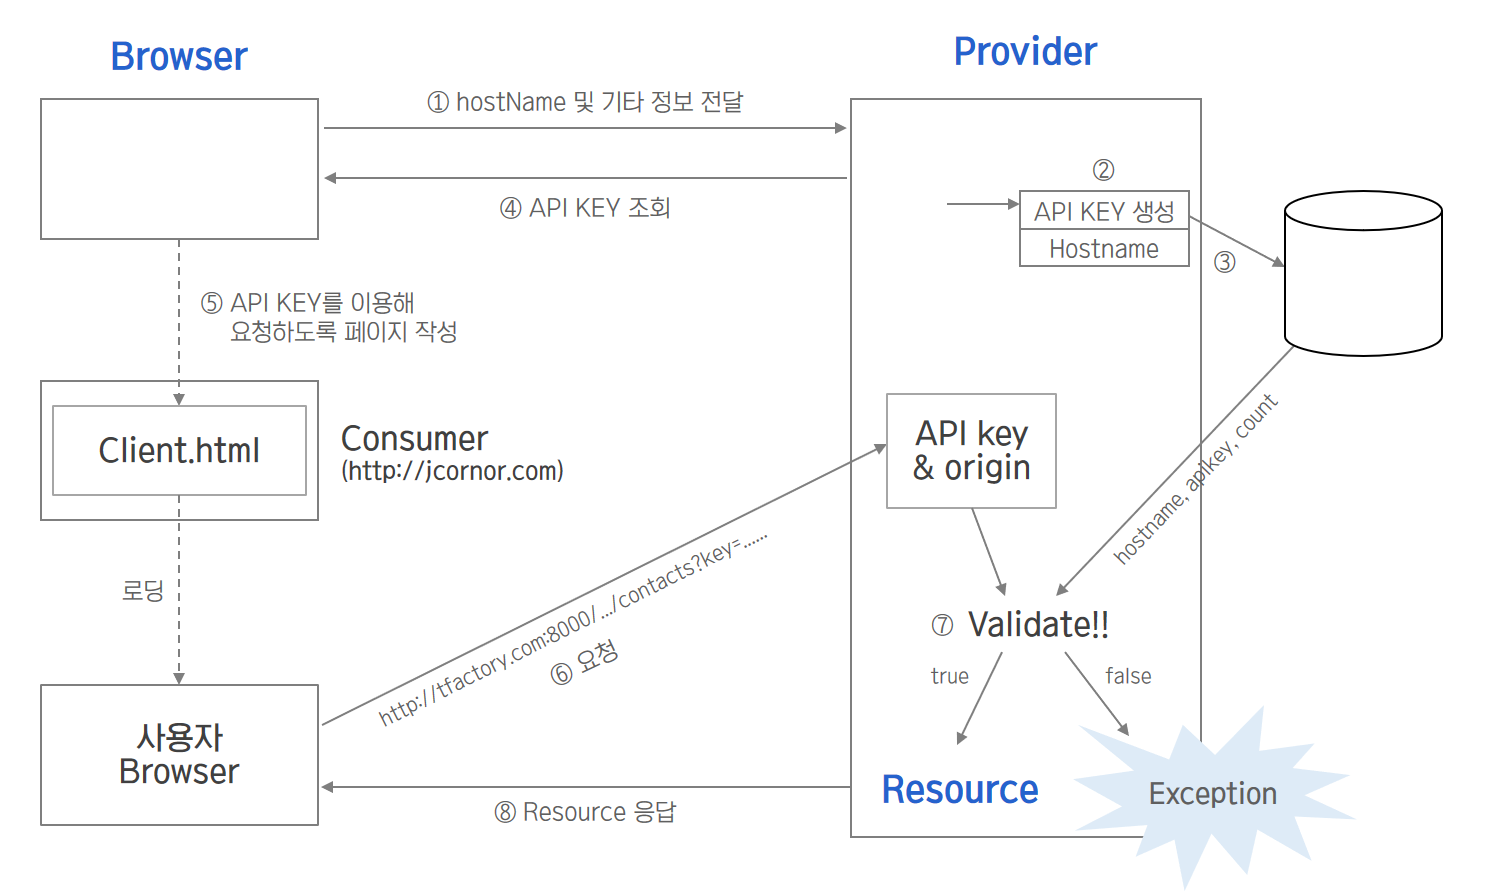 Browser
Provider
① hostName 및 기타 정보 전달
④ API KEY 조회
②
API KEY 생성
Hostname
③
⑤ API KEY를 이용해
요청하도록 페이지 작성
Client.html
Consumer
(http://jcornor.com)
API key
& origin
hostname, apikey, count
로딩
http://tfactory.com:8000/.../contacts?key=......
⑥ 요청
⑦ Validate!!
true
false
사용자
Browser
Resource
Exception
⑧ Resource 응답